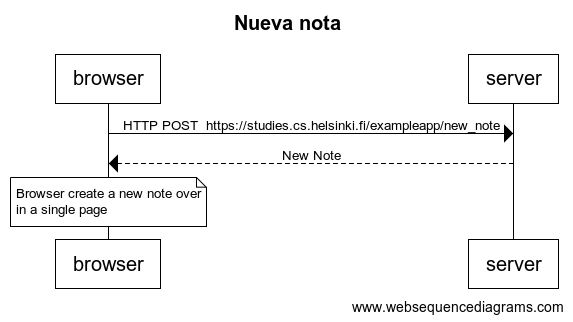 Nueva nota
browser
server
HTTP POST  https://studies.cs.helsinki.fi/exampleapp/new_note
New Note
Browser create a new note over
in a single page
browser
server
www.websequencediagrams.com